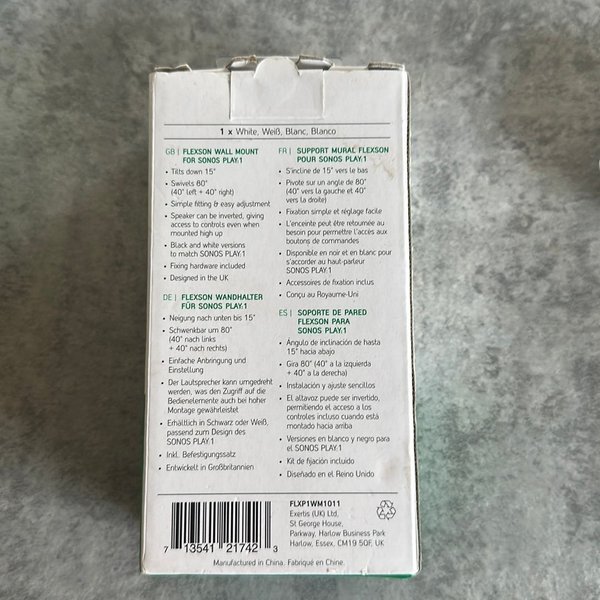 1 x White, Weiß, Blanc, Blanco
GB | FLEXSON WALL MOUNT
FOR SONOS PLAY:1
• Tilts down 15°
• Swivels 80°
(40° left + 40° right)
• Simple fitting & easy adjustment
• Speaker can be inverted, giving
access to controls even when
mounted high up
• Black and white versions
to match SONOS PLAY:1
• Fixing hardware included
• Designed in the UK
DE | FLEXSON WANDHALTER
FÜR SONOS PLAY:1
• Neigung nach unten bis 15°
• Schwenkbar um 80°
(40° nach links
+ 40° nach rechts)
• Einfache Anbringung und
Einstellung
• Der Lautsprecher kann umgedreht
werden, was den Zugriff auf die
Bedienelemente auch bei hoher
Montage gewährleistet
• Erhältlich in Schwarz oder Weiß,
passend zum Design des
SONOS PLAY:1
• Inkl. Befestigungssatz
• Entwickelt in Großbritannien
FR | SUPPORT MURAL FLEXSON
POUR SONOS PLAY:1
• S'incline de 15° vers le bas
• Pivote sur un angle de 80°
(40° vers la gauche et 40°
vers la droite)
• Fixation simple et réglage facile
• L'enceinte peut être retournée au
besoin pour permettre l'accès aux
boutons de commandes
• Disponible en noir et en blanc pour
s'accorder au haut-parleur
SONOS PLAY:1
• Accessoires de fixation inclus
• Conçu au Royaume-Uni
ES | SOPORTE DE PARED
FLEXSON PARA
SONOS PLAY:1
• Ángulo de inclinación de hasta
15° hacia abajo
• Gira 80° (40° a la izquierda
+ 40° a la derecha)
• Instalación y ajuste sencillos
• El altavoz puede ser invertido,
permitiendo el acceso a los
controles incluso cuando está
montado hacia arriba
• Versiones en blanco y negro para
el SONOS PLAY:1
• Kit de fijación incluido
• Diseñado en el Reino Unido
7 13541 21742 3
FLXP1WM1011
Exertis (UK) Ltd,
St George House,
Parkway, Harlow Business Park
Harlow, Essex. CM19 5QF, UK
Manufactured in China. Fabriqué en Chine.